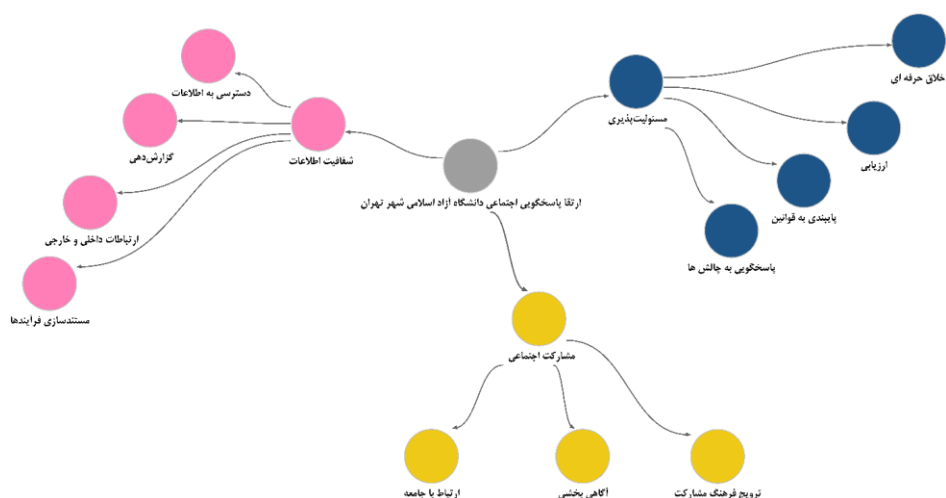 خلاق حرفه ای
دسترسی به اطلاعات
مسئولیت‌پذیری
گزارش‌دهی
شفافیت اطلاعات
ارزیابی
ارتقا پاسخگویی اجتماعی دانشگاه آزاد اسلامی شهر تهران
پایبندی به قوانین
ارتباطات داخلی و خارجی
پاسخگویی به چالش ها
مستندسازی فرآیندها
مشارکت اجتماعی
ترویج فرهنگ مشارکت
آگاهی بخشی
ارتباط با جامعه